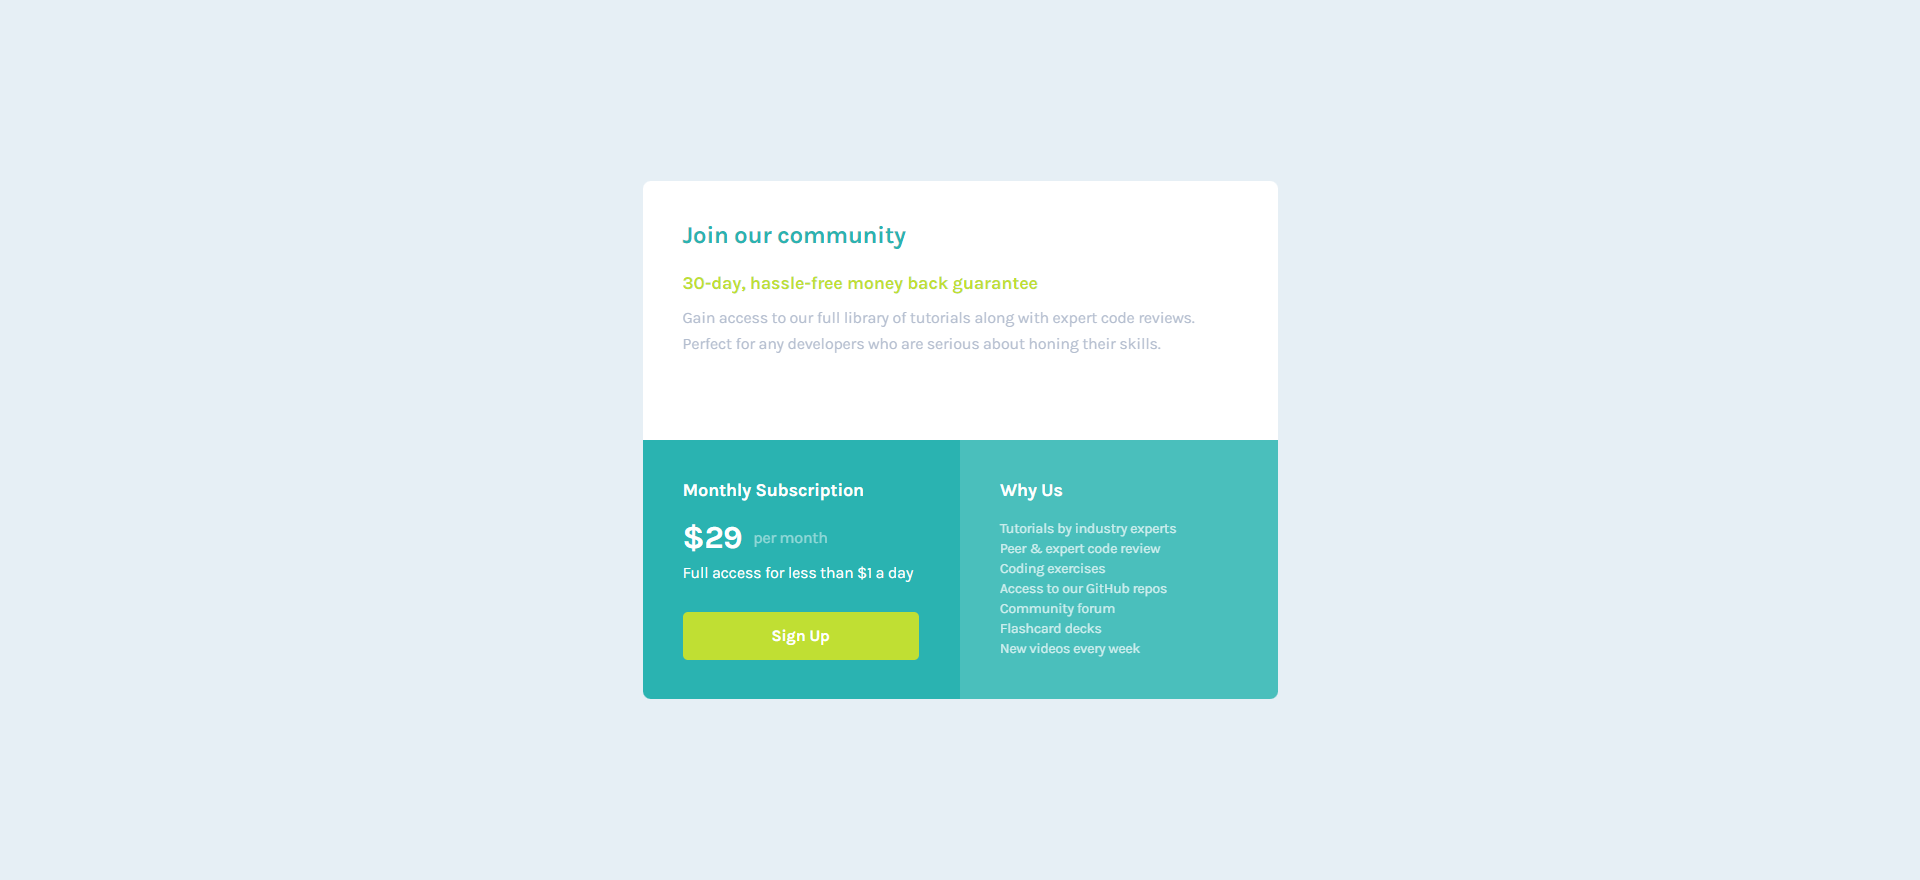 Join our community
30-day, hassle-free money back guarantee
Gain access to our full library of tutorials along with expert code reviews.
Perfect for any developers who are serious about honing their skills.
Monthly Subscription
$29 per month
Full access for less than $1 a day
Sign Up
Why Us
Tutorials by industry experts
Peer & expert code review
Coding exercises
Access to our GitHub repos
Community forum
Flashcard decks
New videos every week